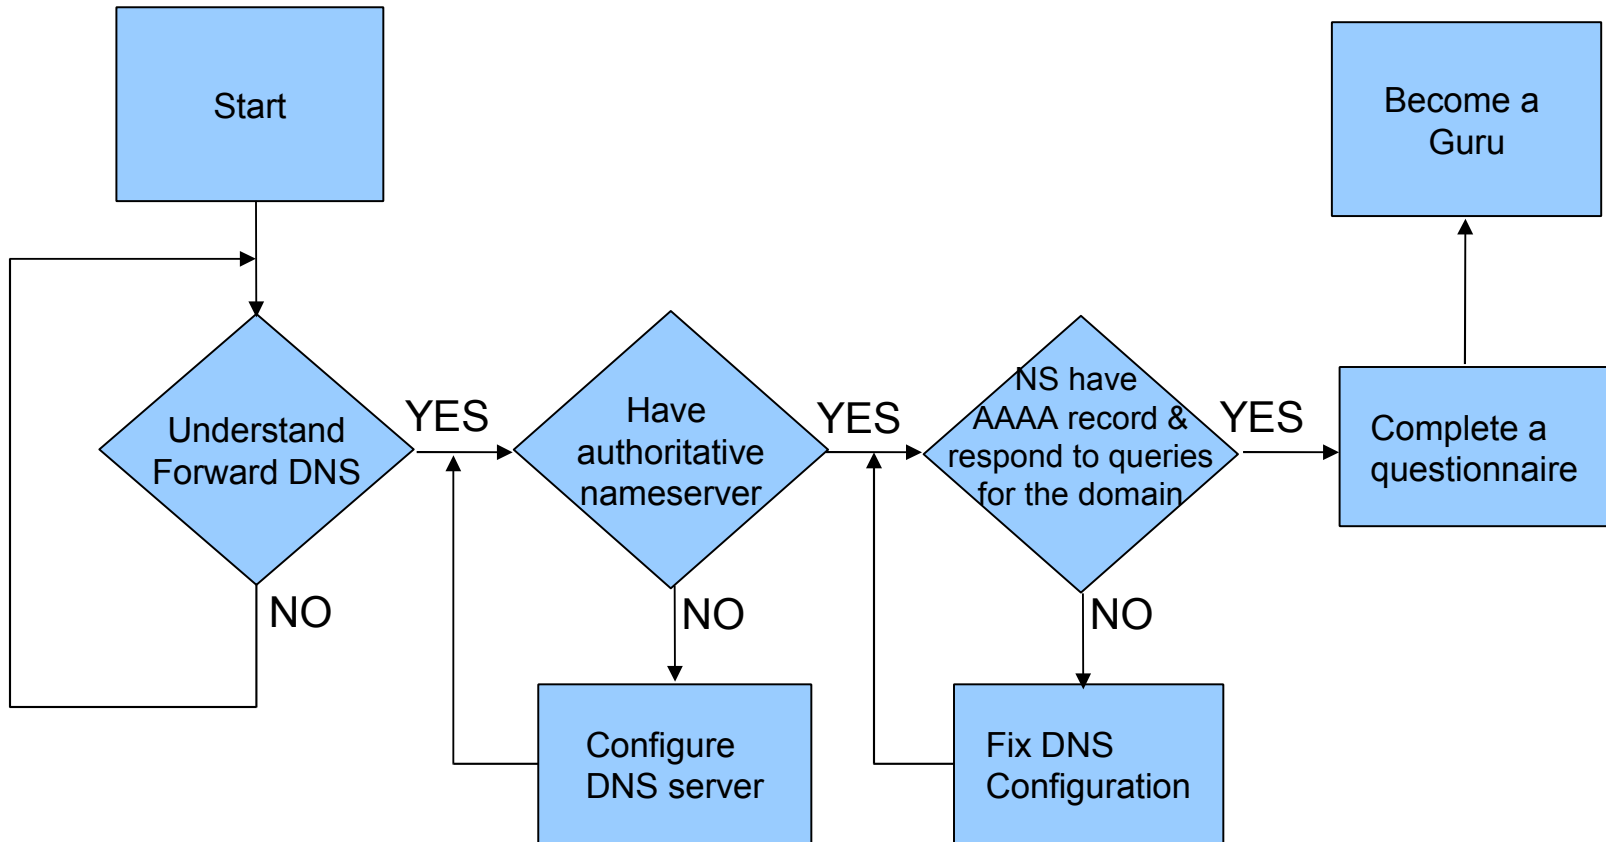 Start
Become a
Guru
Understand
Forward DNS
YES
NO
Have
authoritative
nameserver
YES
NO
Configure
DNS server
NS have
AAAA record &
respond to queries
for the domain
YES
NO
Fix DNS
Configuration
Complete a
questionnaire